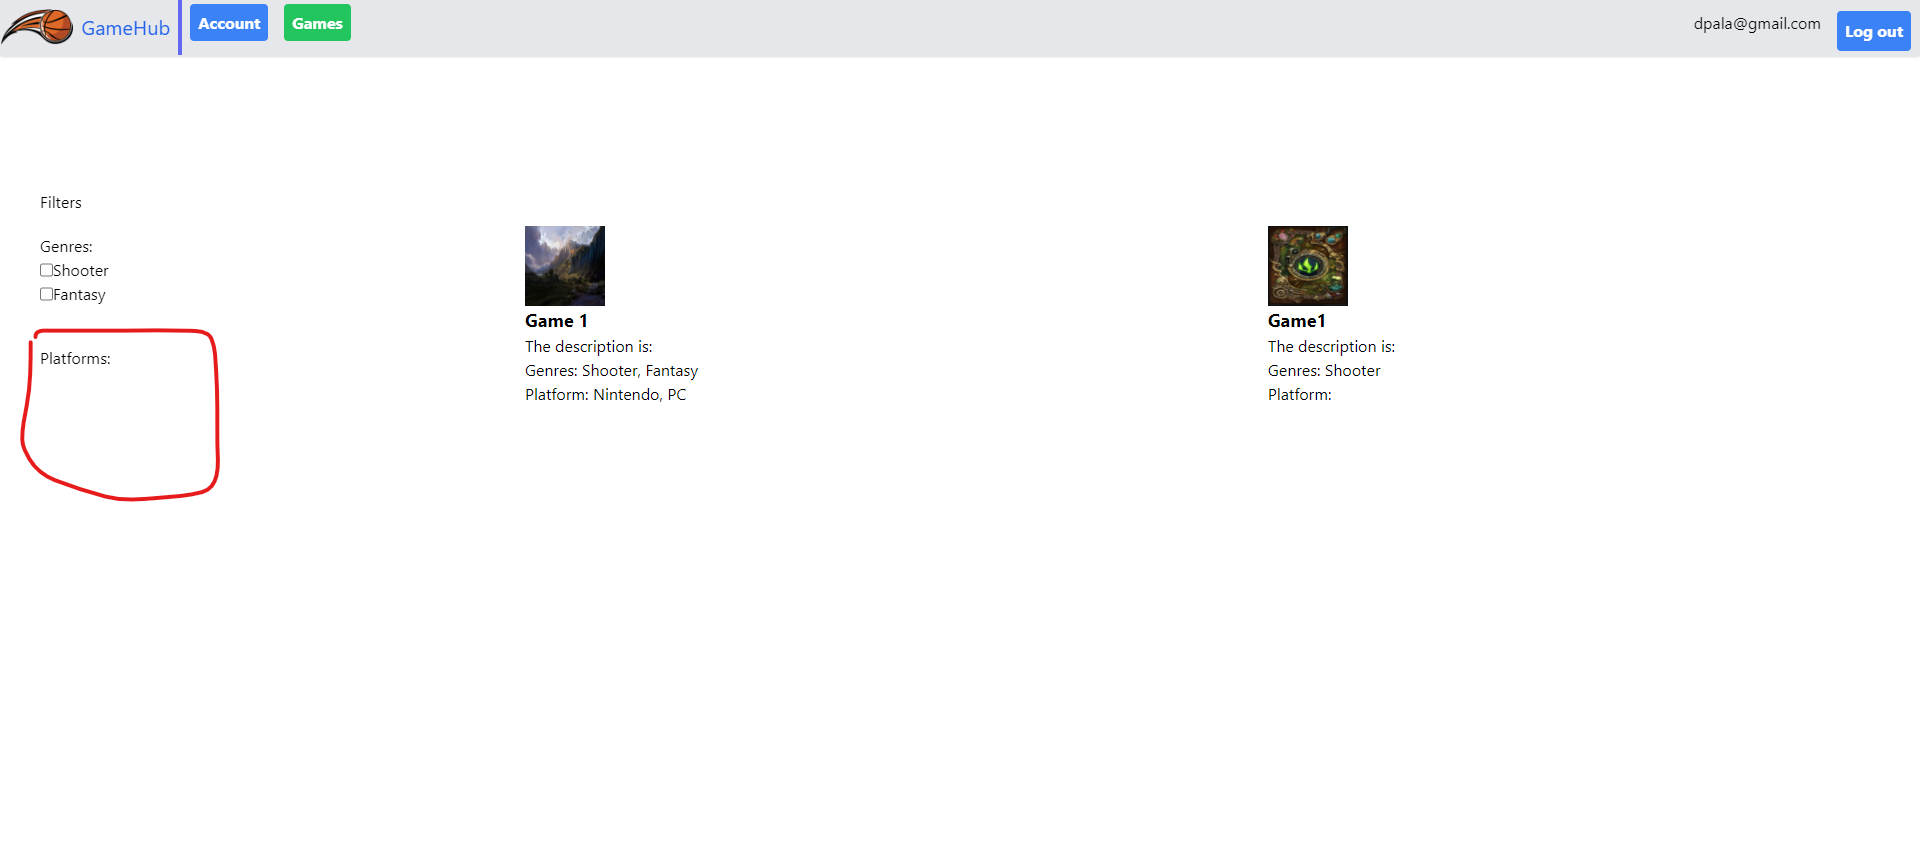 GameHub
Account
Games
dpala@gmail.com
Log out
Filters
Genres:
Shooter
Fantasy
Platforms:
Game 1
The description is:
Genres: Shooter, Fantasy
Platform: Nintendo, PC
Game1
The description is:
Genres: Shooter
Platform: